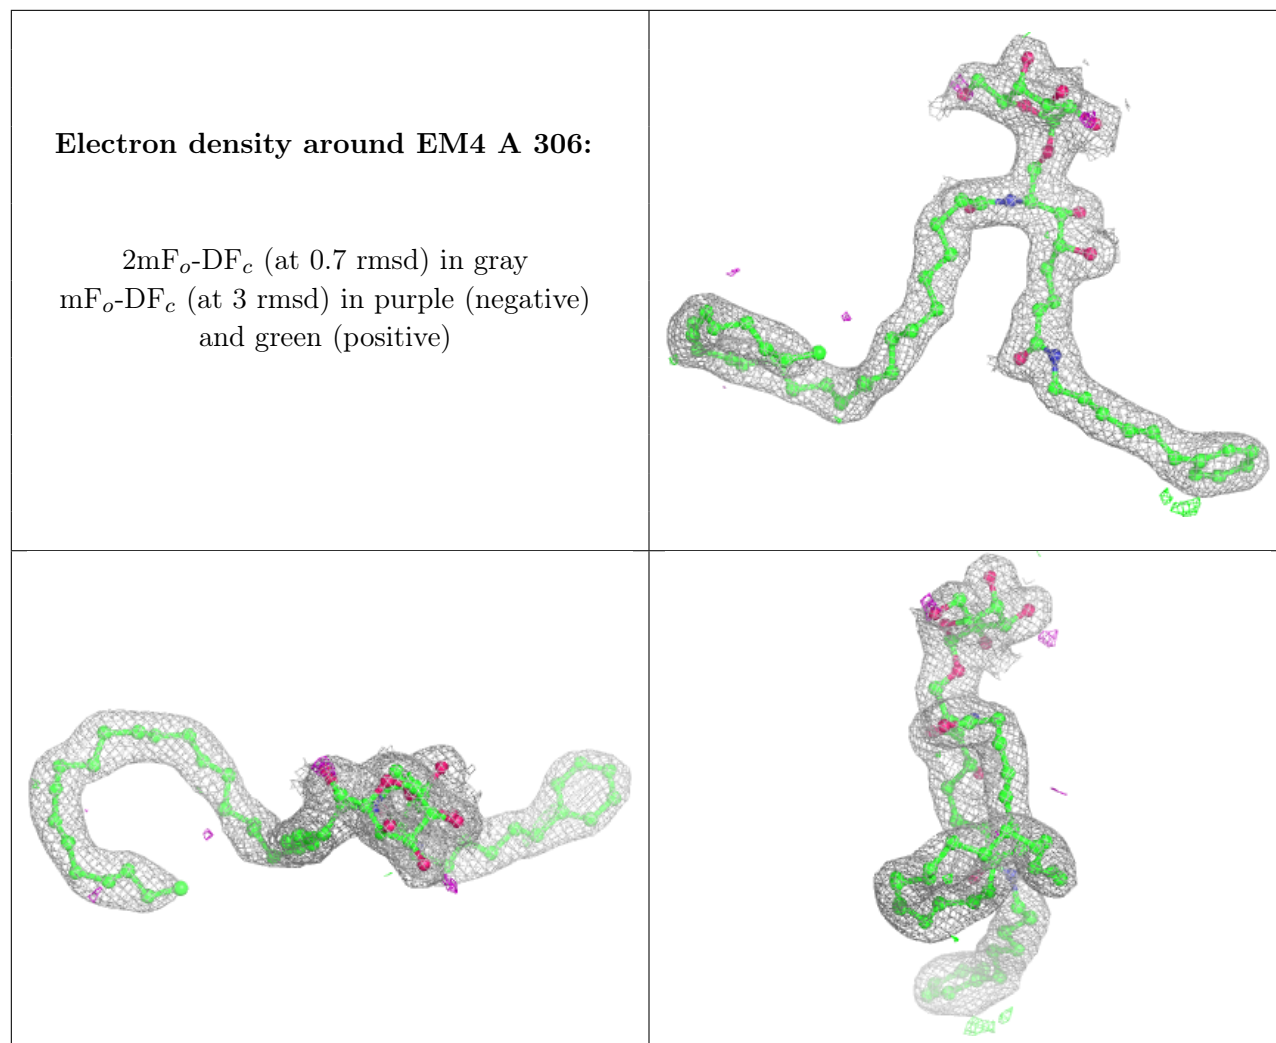 Electron density around EM4 A 306:
2mFo-DFc (at 0.7 rmsd) in gray
mFo-DFc (at 3 rmsd) in purple (negative)
and green (positive)